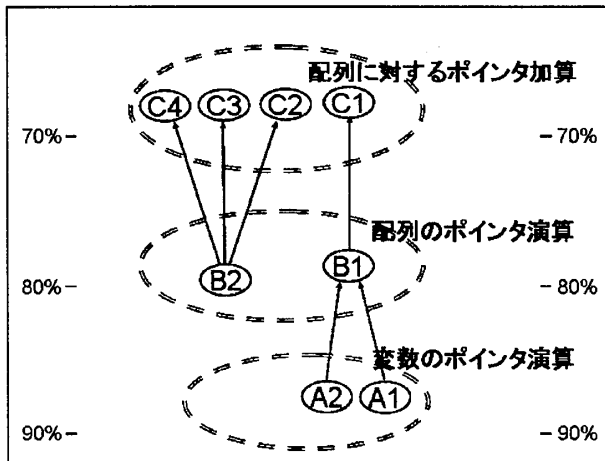 配列に対するポインタ加算
C4 C3 C2 C1
70% 70%
配列のポインタ演算
B2 B1
80% 80%
変数のポインタ演算
A2 A1
90% 90%